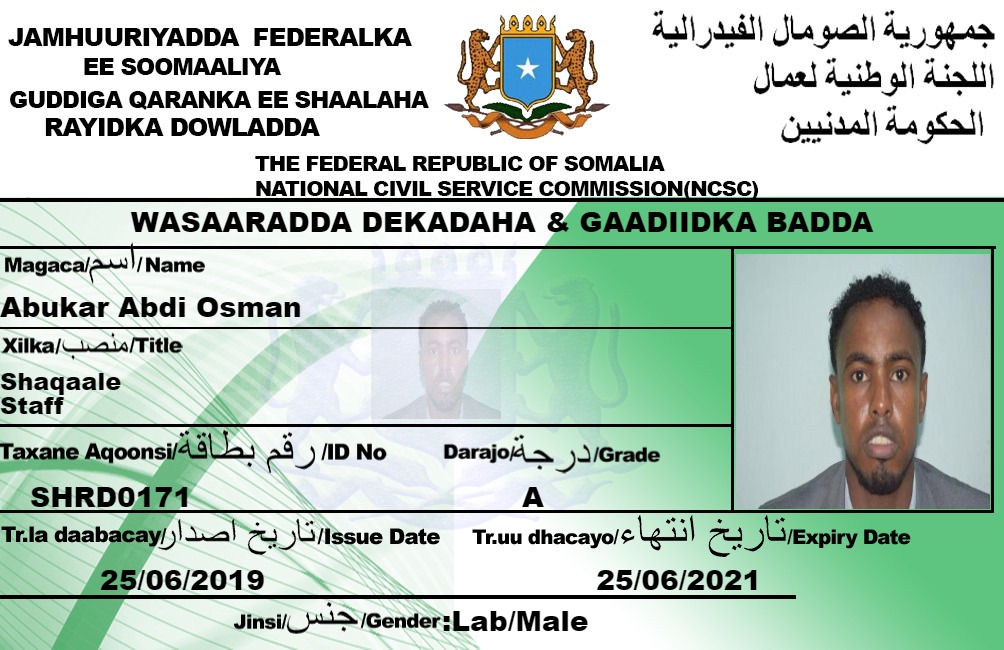 JAMHUURIYADDA FEDERALKA
EE SOOMAALIYA
GUDDIGA QARANKA EE SHAALAHA
RAYIDKA DOWLADDA
جمهورية الصومال الفيدرالية
اللجنة الوطنية لعمال
الحكومة المدنيين
THE FEDERAL REPUBLIC OF SOMALIA
NATIONAL CIVIL SERVICE COMMISSION(NCSC)
WASAARADDA DEKADAHA & GAADIIDKA BADDA
Magaca/اسم/Name
Abukar Abdi Osman
Xilka/منصب/Title
Shaqaale
Staff
Taxane Aqoonsi/رقم بطاقة/ID No
SHRD0171
Darajo/درجة/Grade
A
Tr.la daabacay/تاريخ اصدار/Issue Date
25/06/2019
Tr.uu dhacayo/تاريخ انتهاء/Expiry Date
25/06/2021
Jinsi/جنس/Gender:Lab/Male